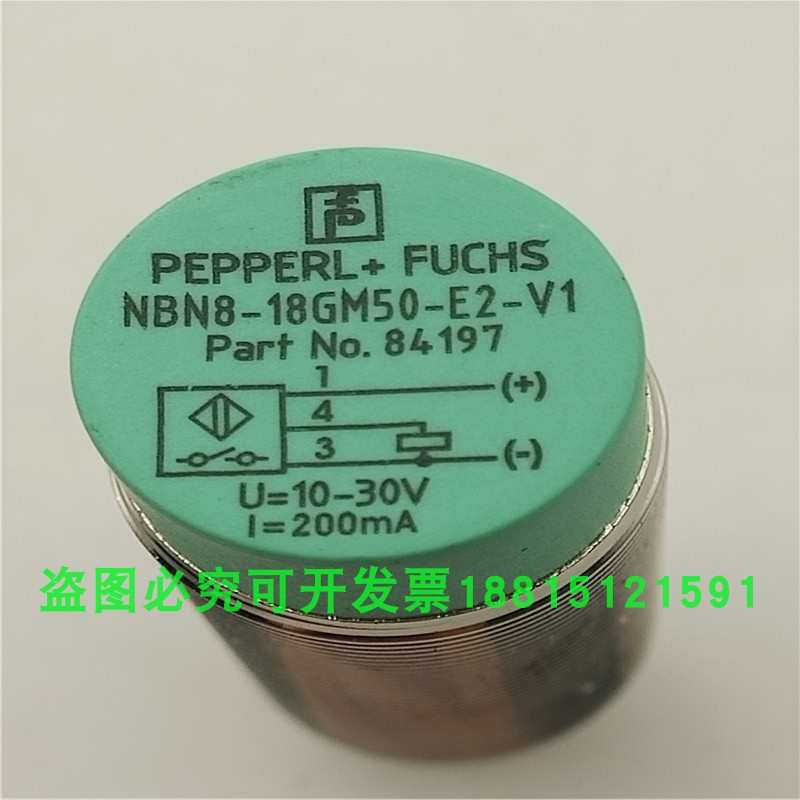 PEPPERL+ FUCHS
NBN8-18GM50-E2-V1
Part No. 84197
1 (+)
4
3 (-)
U=10-30V
I=200mA
盗图必究可开发票18815121591